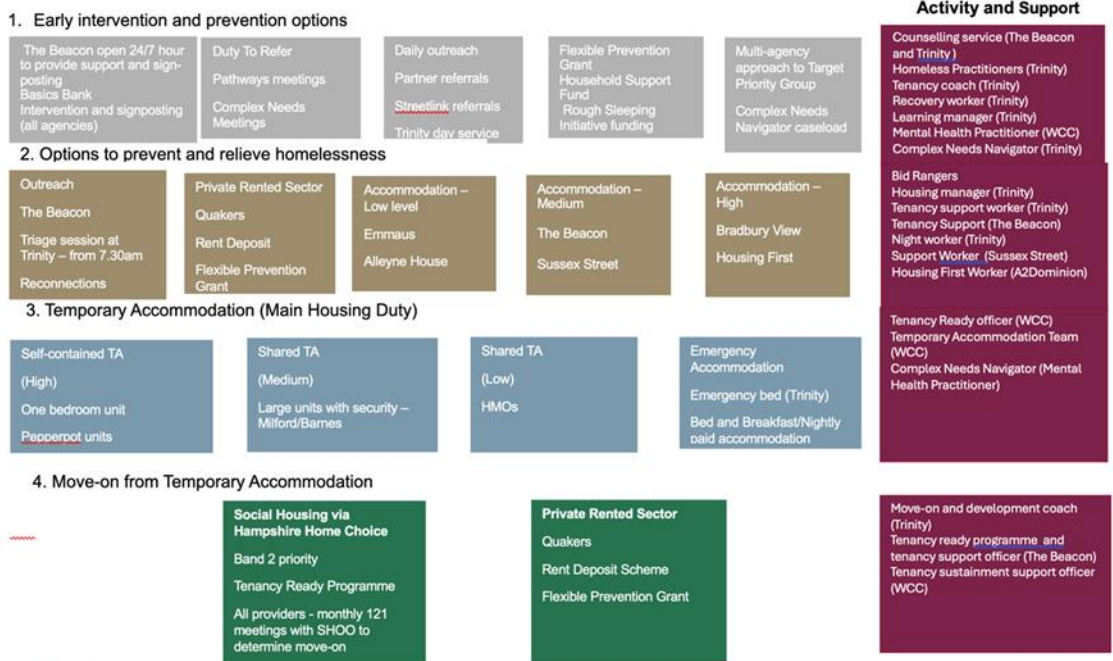 Activity and Support
1. Early intervention and prevention options
The Beacon open 24/7 hour
to provide support and sign-
posting
Basics Bank
Intervention and signposting
(all agencies)
Duty To Refer
Pathways meetings
Complex Needs
Meetings
Daily outreach
Partner referrals
Streetlink referrals
Trinity day service
Flexible Prevention
Grant
Household Support
Fund
Rough Sleeping
Initiative funding
Multi-agency
approach to Target
Priority Group
Complex Needs
Navigator caseload
Counselling service (The Beacon
and Trinity )
Homeless Practitioners (Trinity)
Tenancy coach (Trinity)
Recovery worker (Trinity)
Learning manager (Trinity)
Mental Health Practitioner (WCC)
Complex Needs Navigator (Trinity)
2. Options to prevent and relieve homelessness
Outreach
The Beacon
Triage session at
Trinity – from 7.30am
Reconnections
Private Rented Sector
Quakers
Rent Deposit
Flexible Prevention
Grant
Accommodation –
Low level
Emmaus
Alleyne House
Accommodation –
Medium
The Beacon
Sussex Street
Accommodation –
High
Bradbury View
Housing First
Bid Rangers
Housing manager (Trinity)
Tenancy support worker (Trinity)
Tenancy Support (The Beacon)
Night worker (Trinity)
Support Worker (Sussex Street)
Housing First Worker (A2Dominion)
3. Temporary Accommodation (Main Housing Duty)
Self-contained TA
(High)
One bedroom unit
Pepperpot units
Shared TA
(Medium)
Large units with security –
Milford/Barnes
Shared TA
(Low)
HMOs
Emergency
Accommodation
Emergency bed (Trinity)
Bed and Breakfast/Nightly
paid accommodation
Tenancy Ready officer (WCC)
Temporary Accommodation Team
(WCC)
Complex Needs Navigator (Mental
Health Practitioner)
4. Move-on from Temporary Accommodation
Social Housing via
Hampshire Home Choice
Band 2 priority
Tenancy Ready Programme
All providers - monthly 121
meetings with SHOO to
determine move-on
Private Rented Sector
Quakers
Rent Deposit Scheme
Flexible Prevention Grant
Move-on and development coach
(Trinity)
Tenancy ready programme and
tenancy support officer (The Beacon)
Tenancy sustainment support officer
(WCC)